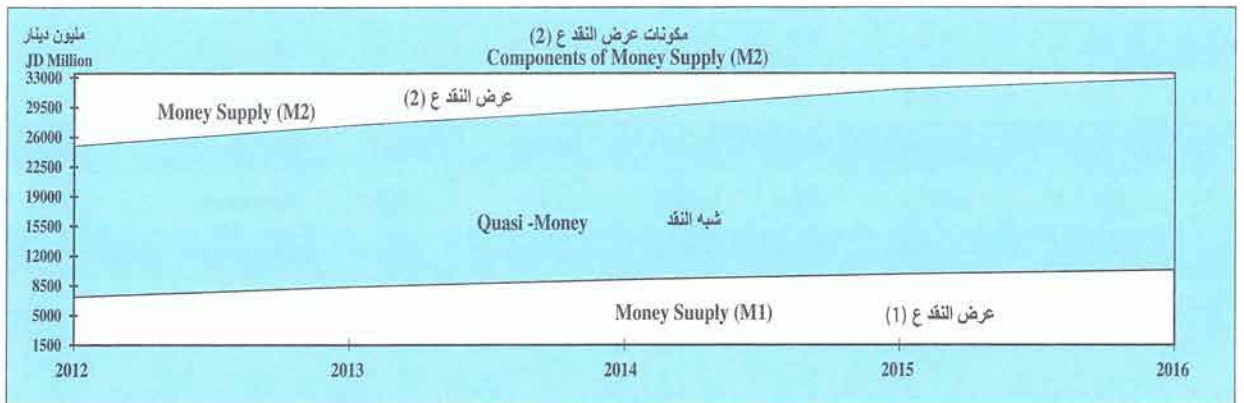 مكونات عرض النقد ع (2)
Components of Money Supply (M2)
مليون دينار
JD Million
33000
29500
26000
22500
19000
15500
12000
8500
5000
1500
Money Supply (M2) عرض النقد ع (2)
Quasi -Money شبه النقد
Money Suuply (M1) عرض النقد ع (1)
2012 2013 2014 2015 2016